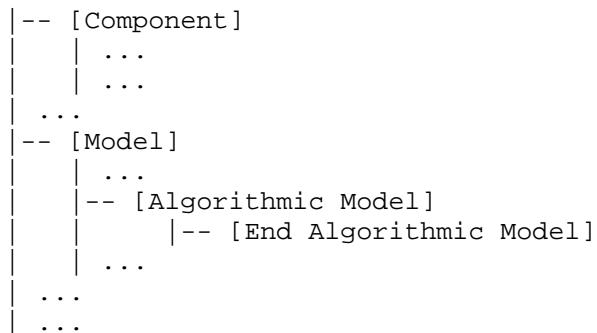 |-- [Component]
|   | ...
|   | ...
| ...
|-- [Model]
|   | ...
|   |-- [Algorithmic Model]
|   |   |-- [End Algorithmic Model]
|   | ...
| ...
| ...